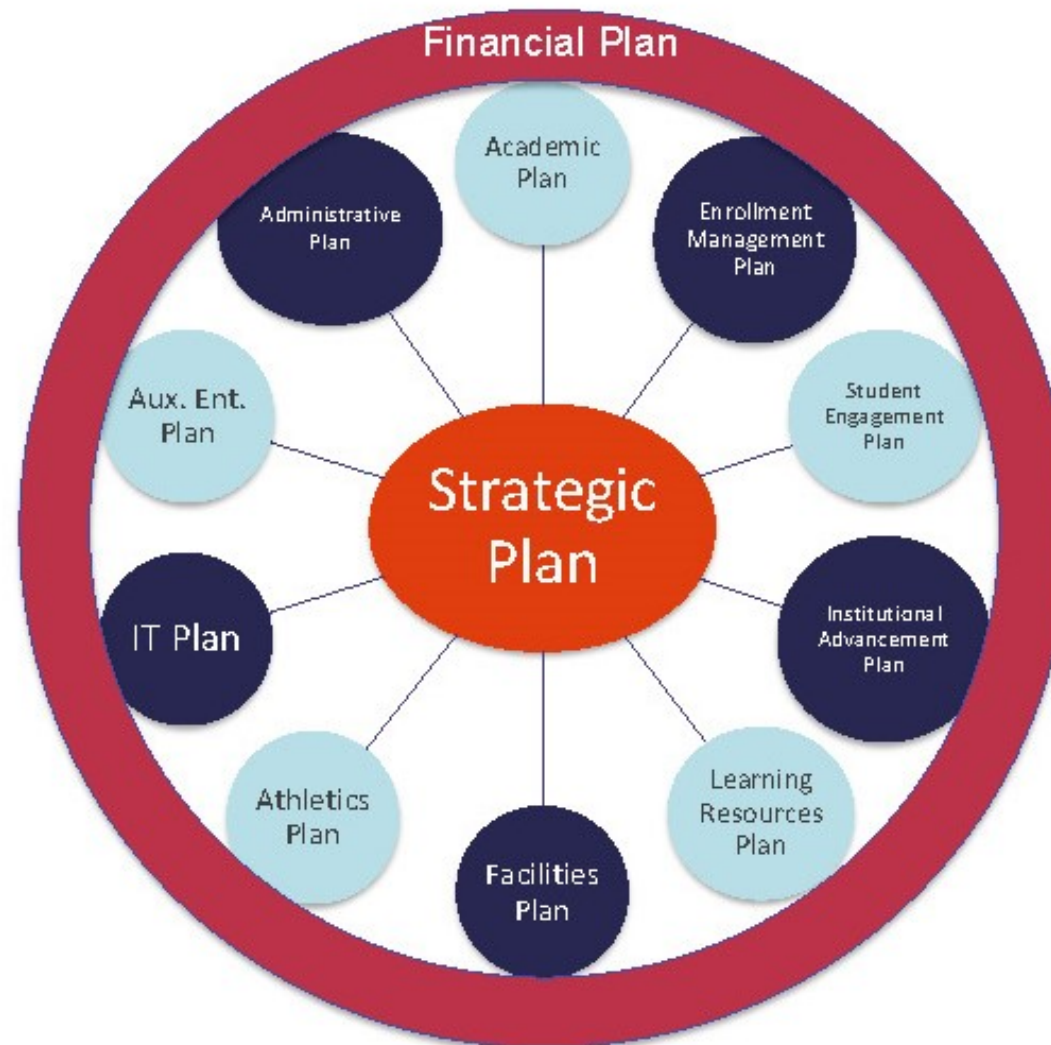 Financial Plan
Academic
Plan
Administrative
Plan
Enrollment
Management
Plan
Aux. Ent.
Plan
Student
Engagement
Plan
Strategic
Plan
IT Plan
Institutional
Advancement
Plan
Athletics
Plan
Learning
Resources
Plan
Facilities
Plan